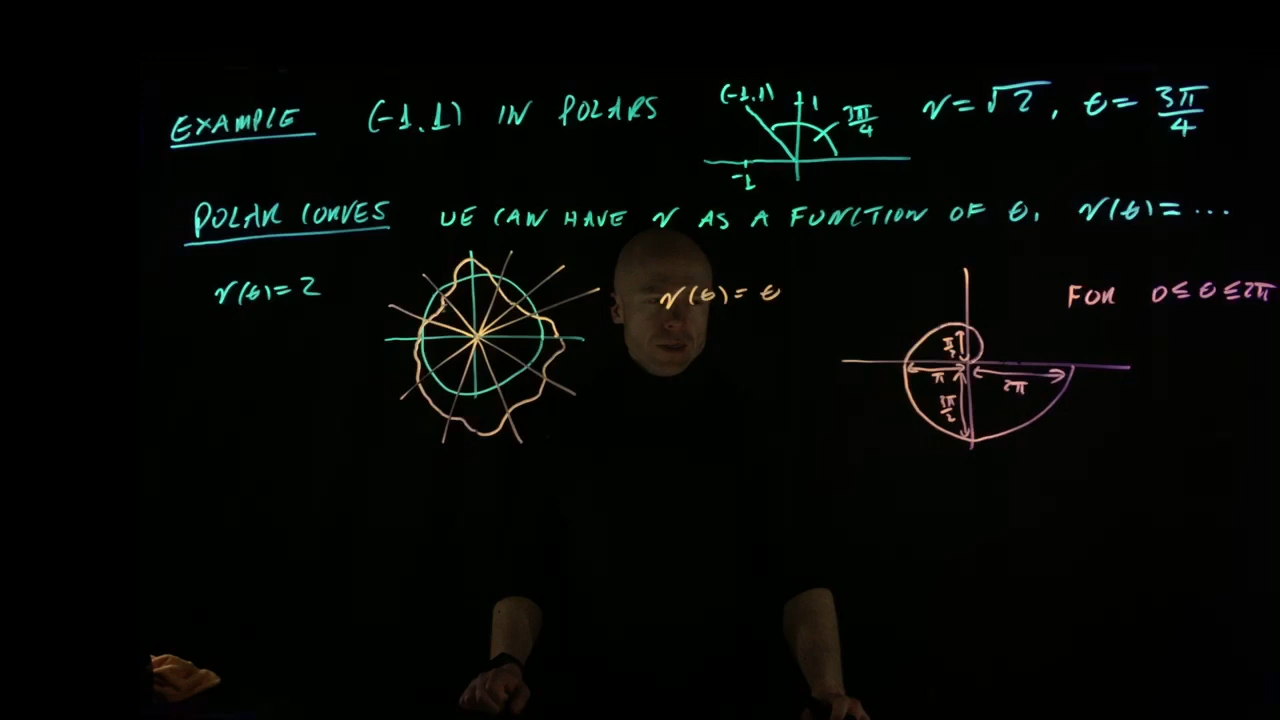 EXAMPLE (-1,1) IN POLARS (-1,1) 1 3π/4 -1 r=√2, θ=3π/4
POLAR CURVES WE CAN HAVE r AS A FUNCTION OF θ. r(θ)=...
r(θ)=2 r(θ)=θ FOR 0≤θ≤2π
π/2
π 2π
3π/2